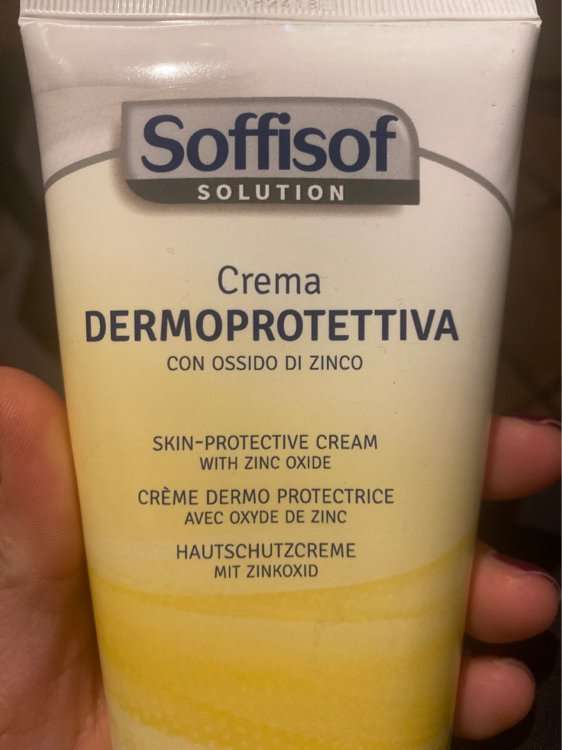 Soffisof
SOLUTION
Crema
DERMOPROTETTIVA
CON OSSIDO DI ZINCO
SKIN-PROTECTIVE CREAM
WITH ZINC OXIDE
CRÈME DERMO PROTECTRICE
AVEC OXYDE DE ZINC
HAUTSCHUTZCREME
MIT ZINKOXID